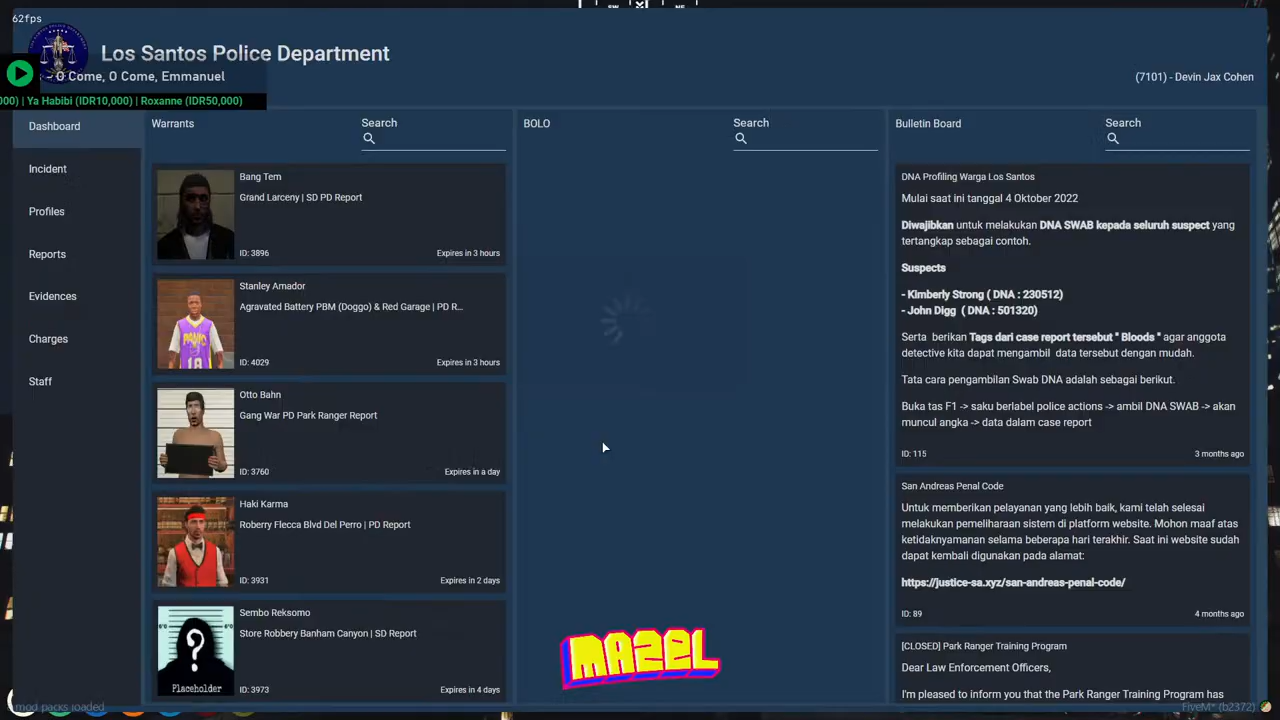 62fps
Los Santos Police Department
- O Come, O Come, Emmanuel
(7101) - Devin Jax Cohen
000) | Ya Habibi (IDR10,000) | Roxanne (IDR50,000)
Dashboard
Incident
Profiles
Reports
Evidences
Charges
Staff
Warrants
Search
Bang Tem
Grand Larceny | SD PD Report
ID: 3896
Expires in 3 hours
Stanley Amador
Agravated Battery PBM (Doggo) & Red Garage | PD R...
ID: 4029
Expires in 3 hours
Otto Bahn
Gang War PD Park Ranger Report
ID: 3760
Expires in a day
Haki Karma
Roberry Flecca Blvd Del Perro | PD Report
ID: 3931
Expires in 2 days
Sembo Reksomo
Store Robbery Banham Canyon | SD Report
Placeholder
ID: 3973
Expires in 4 days
BOLO
Search
Bulletin Board
Search
DNA Profiling Warga Los Santos
Mulai saat ini tanggal 4 Oktober 2022
Diwajibkan untuk melakukan DNA SWAB kepada seluruh suspect yang
tertangkap sebagai contoh.
Suspects
- Kimberly Strong ( DNA : 230512)
- John Digg ( DNA : 501320)
Serta berikan Tags dari case report tersebut " Bloods " agar anggota
detective kita dapat mengambil data tersebut dengan mudah.
Tata cara pengambilan Swab DNA adalah sebagai berikut.
Buka tas F1 -> saku berlabel police actions -> ambil DNA SWAB -> akan
muncul angka -> data dalam case report
ID: 115
3 months ago
San Andreas Penal Code
Untuk memberikan pelayanan yang lebih baik, kami telah selesai
melakukan pemeliharaan sistem di platform website. Mohon maaf atas
ketidaknyamanan selama beberapa hari terakhir. Saat ini website sudah
dapat kembali digunakan pada alamat:
https://justice-sa.xyz/san-andreas-penal-code/
ID: 89
4 months ago
[CLOSED] Park Ranger Training Program
Dear Law Enforcement Officers,
I'm pleased to inform you that the Park Ranger Training Program has
MAZEL
mod packs loaded
FiveM* (b2372)